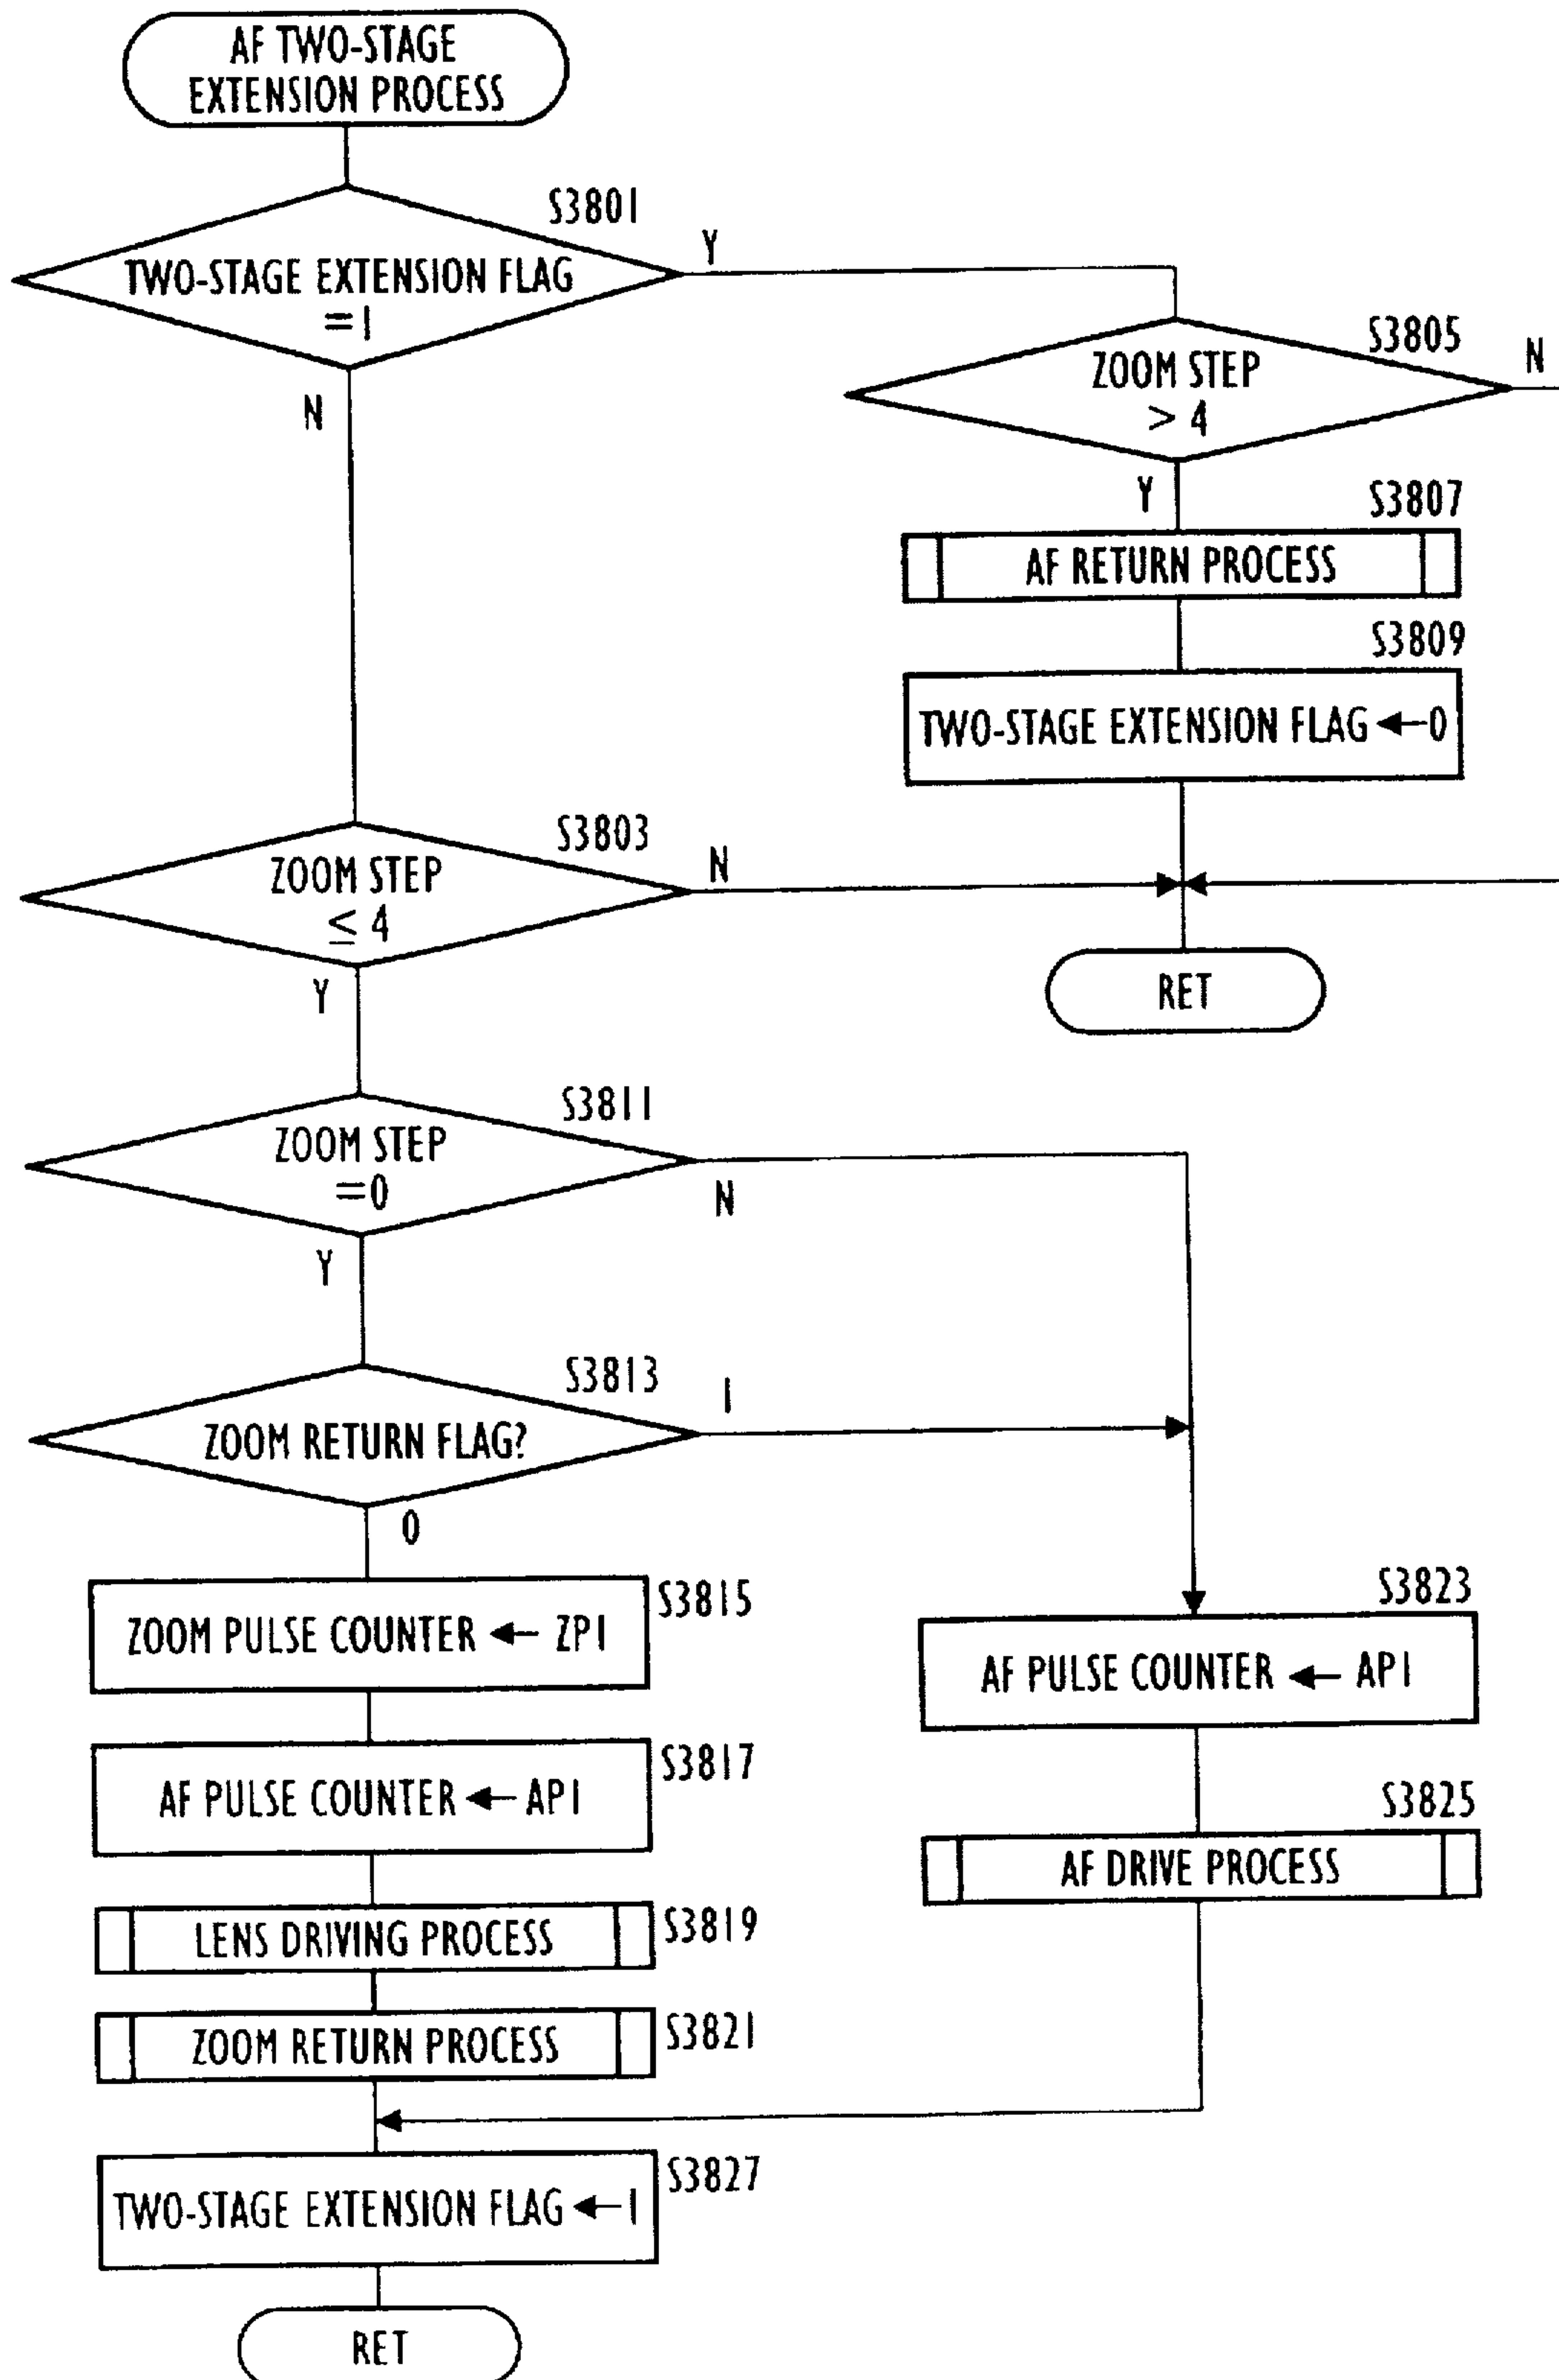 AF TWO-STAGE
EXTENSION PROCESS
S3801
TWO-STAGE EXTENSION FLAG
=1
Y
N
S3805
ZOOM STEP
> 4
N
Y
S3807
AF RETURN PROCESS
S3809
TWO-STAGE EXTENSION FLAG ←0
S3803
ZOOM STEP
≤ 4
N
Y
RET
S3811
ZOOM STEP
=0
N
Y
S3813
ZOOM RETURN FLAG?
1
0
S3815
ZOOM PULSE COUNTER ← ZP1
S3817
AF PULSE COUNTER ← AP1
S3819
LENS DRIVING PROCESS
S3821
ZOOM RETURN PROCESS
S3823
AF PULSE COUNTER ← AP1
S3825
AF DRIVE PROCESS
S3827
TWO-STAGE EXTENSION FLAG ←1
RET